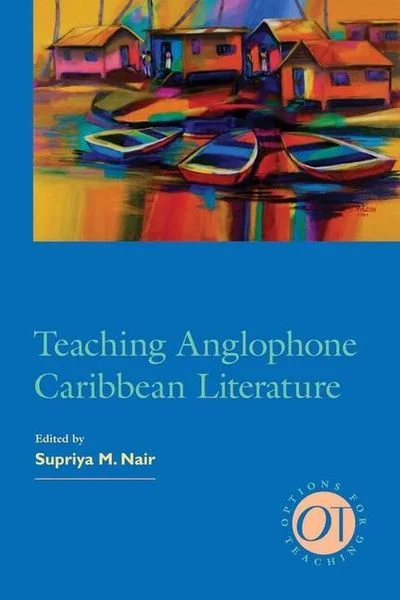 Teaching Anglophone
Caribbean Literature
Edited by
Supriya M. Nair
OPTIONS FOR
TEACHING
OT